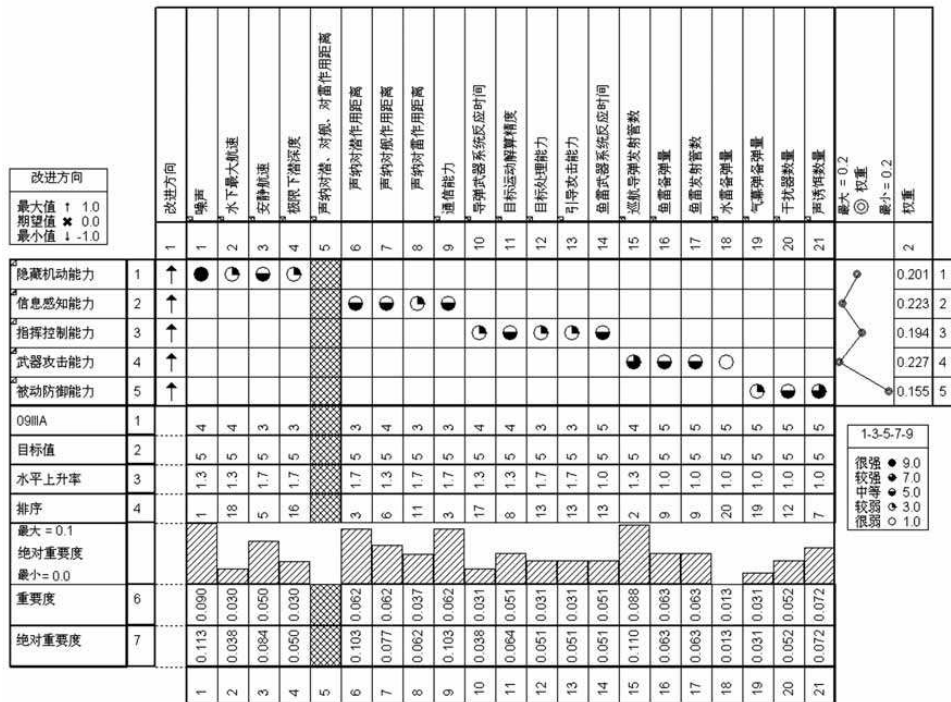 改进方向
最大值 ↑ 1.0
期望值 ✖ 0.0
最小值 ↓ -1.0
改进方向 1
噪声 1
水下最大航速 2
安静航速 3
极限下潜深度 4
声纳对潜、对舰、对雷作用距离 5
声纳对潜作用距离 6
声纳对舰作用距离 7
声纳对雷作用距离 8
通信能力 9
导弹武器系统反应时间 10
目标运动解算精度 11
目标处理能力 12
引导攻击能力 13
鱼雷武器系统反应时间 14
巡航导弹发射管数 15
鱼雷备弹量 16
鱼雷发射管数 17
水雷备弹量 18
气幕弹备弹量 19
干扰器数量 20
声诱饵数量 21
最大 = 0.2
◎ 权重
最小 = 0.2
权重 2
隐藏机动能力 1 ↑ 0.201 1
信息感知能力 2 ↑ 0.223 2
指挥控制能力 3 ↑ 0.194 3
武器攻击能力 4 ↑ 0.227 4
被动防御能力 5 ↑ 0.155 5
09IIIA 1 4 4 3 3 3 4 3 3 4 4 3 3 5 4 5 5 5 5 5 5
目标值 2 5 5 5 5 5 5 5 5 5 5 5 5 5 5 5 5 5 5 5 5
水平上升率 3 1.3 1.3 1.7 1.7 1.7 1.3 1.7 1.7 1.3 1.3 1.7 1.7 1.0 1.3 1.0 1.0 1.0 1.0 1.0 1.0
排序 4 1 18 5 16 3 6 11 3 17 8 13 13 13 2 9 9 20 19 12 7
最大 = 0.1
绝对重要度
最小 = 0.0
重要度 6 0.090 0.030 0.050 0.030 0.062 0.062 0.037 0.062 0.031 0.051 0.031 0.031 0.051 0.088 0.063 0.063 0.013 0.031 0.052 0.072
绝对重要度 7 0.113 0.038 0.084 0.050 0.103 0.077 0.062 0.103 0.038 0.064 0.051 0.051 0.051 0.110 0.063 0.063 0.013 0.031 0.052 0.072
1 2 3 4 5 6 7 8 9 10 11 12 13 14 15 16 17 18 19 20 21
1-3-5-7-9
很强 9.0
较强 7.0
中等 5.0
较弱 3.0
很弱 1.0